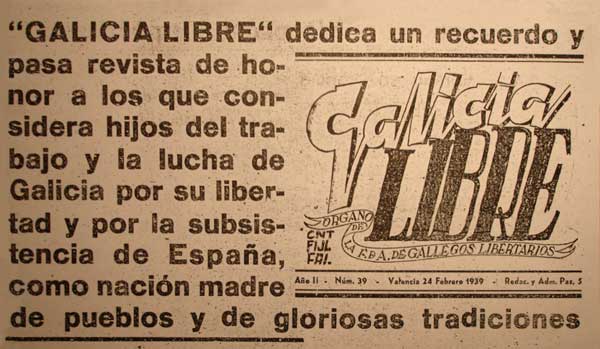 "GALICIA LIBRE" dedica un recuerdo y
pasa revista de ho-
nor a los que con-
sidera hijos del tra-
bajo y la lucha de
Galicia por su liber-
tad y por la subsis-
tencia de España,
como nación madre
de pueblos y de gloriosas tradiciones
Galicia
LIBRE
ORGANO
DE
LA F.P.A. DE GALLEGOS LIBERTARIOS
CNT
FIJL
FAI.
Año II - Núm. 39 - Valencia 24 Febrero 1939 - Redac. y Adm. Paz, 5